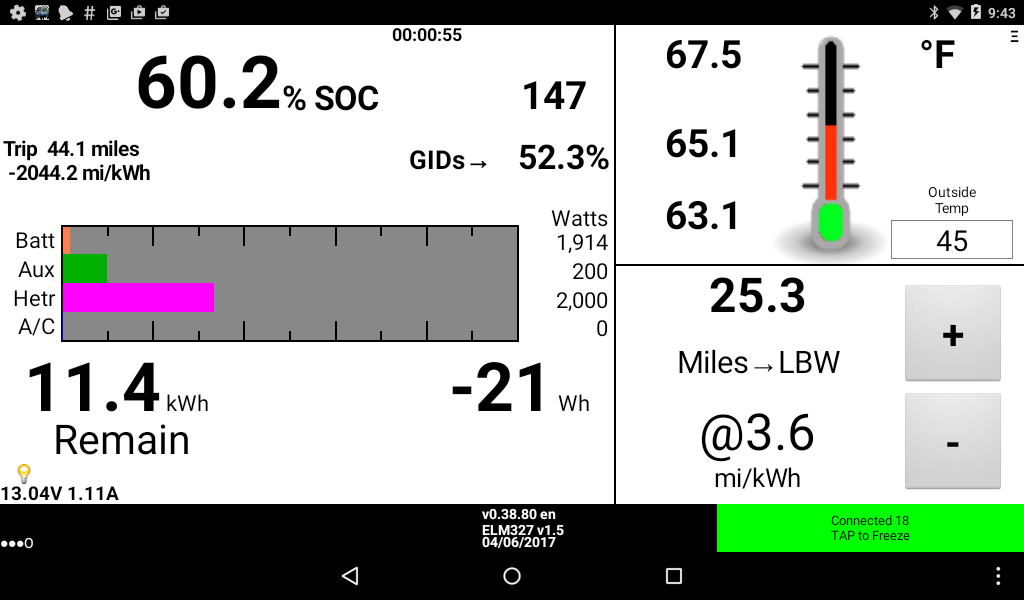 9:43
00:00:55
60.2% SOC
147
Trip 44.1 miles
-2044.2 mi/kWh
GIDs→ 52.3%
Watts
Batt 1,914
Aux 200
Hetr 2,000
A/C 0
11.4 kWh
Remain
-21 Wh
13.04V 1.11A
67.5
°F
65.1
63.1
Outside
Temp
45
25.3
Miles→LBW
@3.6
mi/kWh
+
-
v0.38.80 en
ELM327 v1.5
04/06/2017
Connected 18
TAP to Freeze